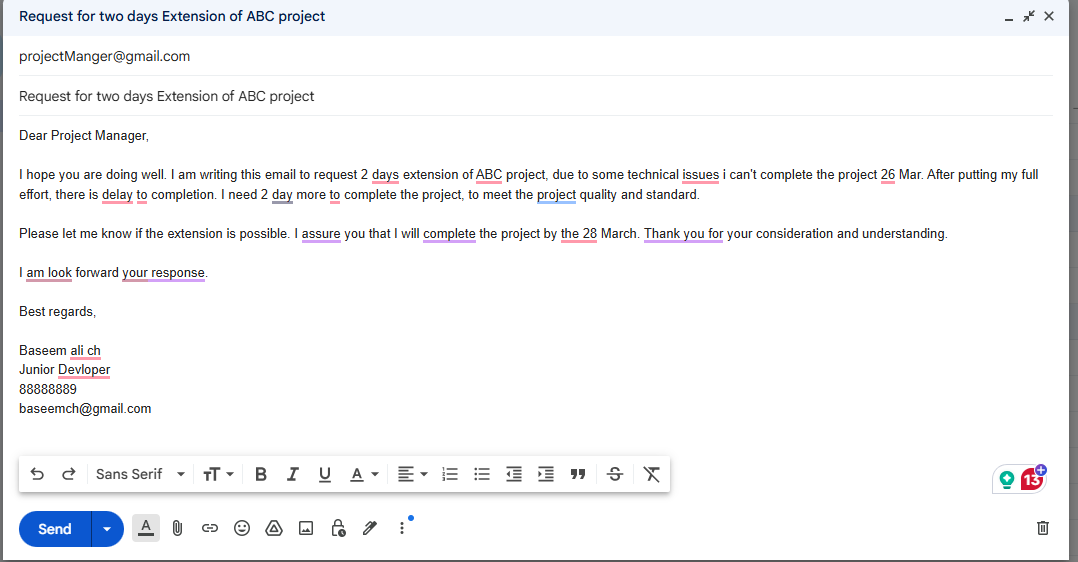 Request for two days Extension of ABC project
projectManger@gmail.com
Request for two days Extension of ABC project
Dear Project Manager,
I hope you are doing well. I am writing this email to request 2 days extension of ABC project, due to some technical issues i can't complete the project 26 Mar. After putting my full
effort, there is delay to completion. I need 2 day more to complete the project, to meet the project quality and standard.
Please let me know if the extension is possible. I assure you that I will complete the project by the 28 March. Thank you for your consideration and understanding.
I am look forward your response.
Best regards,
Baseem ali ch
Junior Devloper
88888889
baseemch@gmail.com
Sans Serif
13
Send